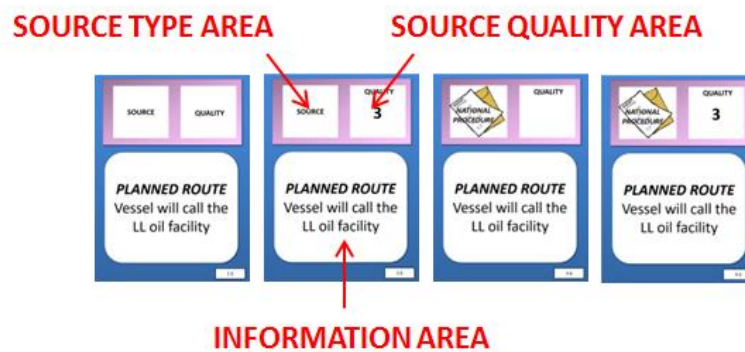 SOURCE TYPE AREA
SOURCE QUALITY AREA
SOURCE
QUALITY
PLANNED ROUTE
Vessel will call the
LL oil facility
SOURCE
QUALITY
3
PLANNED ROUTE
Vessel will call the
LL oil facility
NATIONAL
PROCEDURE
QUALITY
PLANNED ROUTE
Vessel will call the
LL oil facility
NATIONAL
PROCEDURE
QUALITY
3
PLANNED ROUTE
Vessel will call the
LL oil facility
INFORMATION AREA